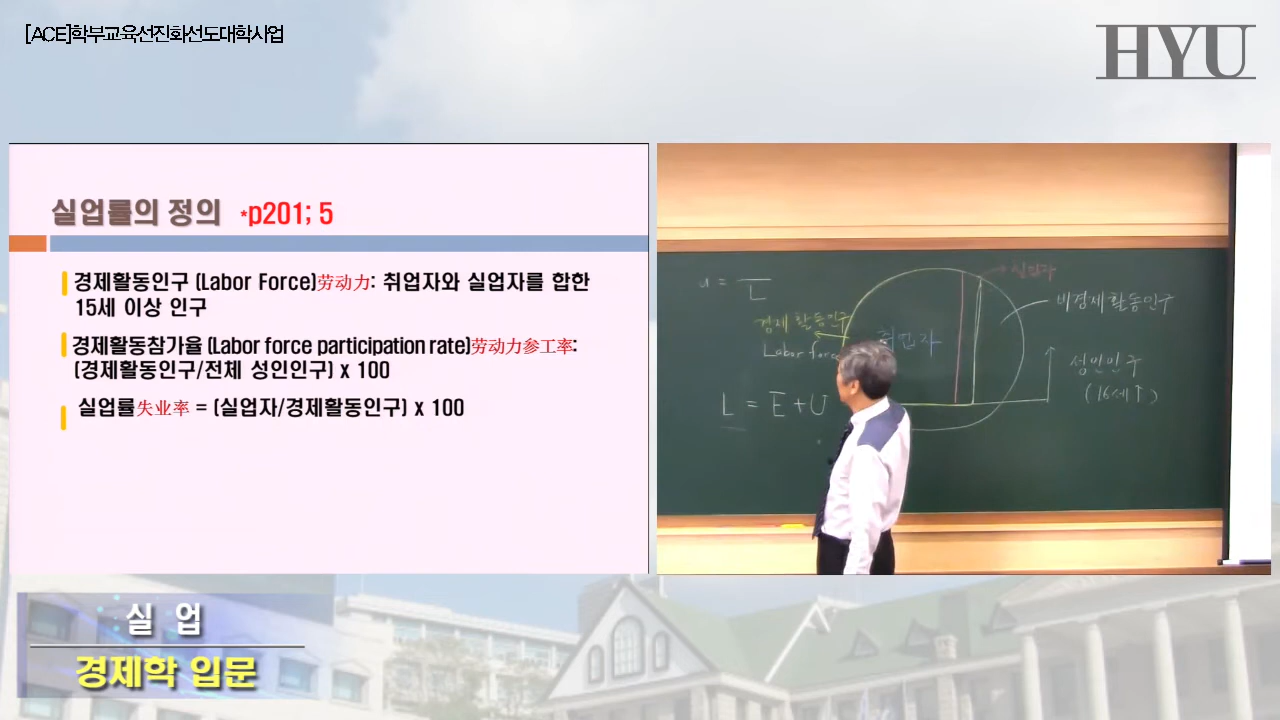 [ACE]학부교육선진화선도대학사업
HYU
실업률의 정의 *p201; 5
경제활동인구 (Labor Force)劳动力: 취업자와 실업자를 합한
15세 이상 인구
경제활동참가율 (Labor force participation rate)劳动力参工率:
(경제활동인구/전체 성인인구) x 100
실업률失业率 = (실업자/경제활동인구) x 100
u = — L
실업자
비경제활동인구
경제 활동인구
Labor force
성인인구
(16세↑)
L = E + U
실 업
경제학 입문